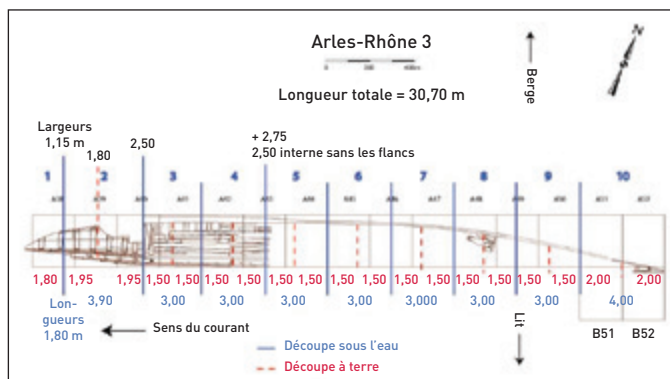 Arles-Rhône 3
Longueur totale = 30,70 m
Berge
N
Largeurs
1,15 m
1,80
2,50
+ 2,75
2,50 interne sans les flancs
1 2 3 4 5 6 7 8 9 10
1,80 1,95 1,95 1,50 1,50 1,50 1,50 1,50 1,50 1,50 1,50 1,50 1,50 1,50 1,50 1,50 1,50 2,00 2,00
Lon-
gueurs
1,80 m
3,90 3,00 3,00 3,00 3,00 3,000 3,00 3,00 4,00
Sens du courant
Lit
B51 B52
Découpe sous l'eau
Découpe à terre